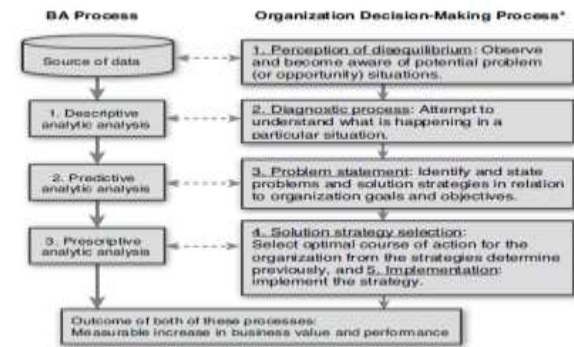 BA Process
Organization Decision-Making Process*
Source of data
1. Perception of disequilibrium: Observe
and become aware of potential problem
(or opportunity) situations.
1. Descriptive
analytic analysis
2. Diagnostic process: Attempt to
understand what is happening in a
particular situation.
2. Predictive
analytic analysis
3. Problem statement: Identify and state
problems and solution strategies in relation
to organization goals and objectives.
3. Prescriptive
analytic analysis
4. Solution strategy selection:
Select optimal course of action for the
organization from the strategies determine
previously, and 5. Implementation:
implement the strategy.
Outcome of both of these processes:
Measurable increase in business value and performance